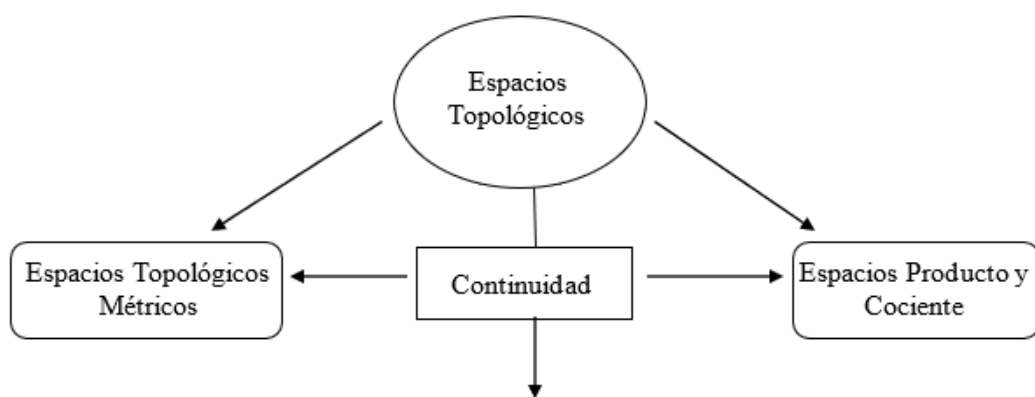 Espacios
Topológicos
Espacios Topológicos
Métricos
Continuidad
Espacios Producto y
Cociente